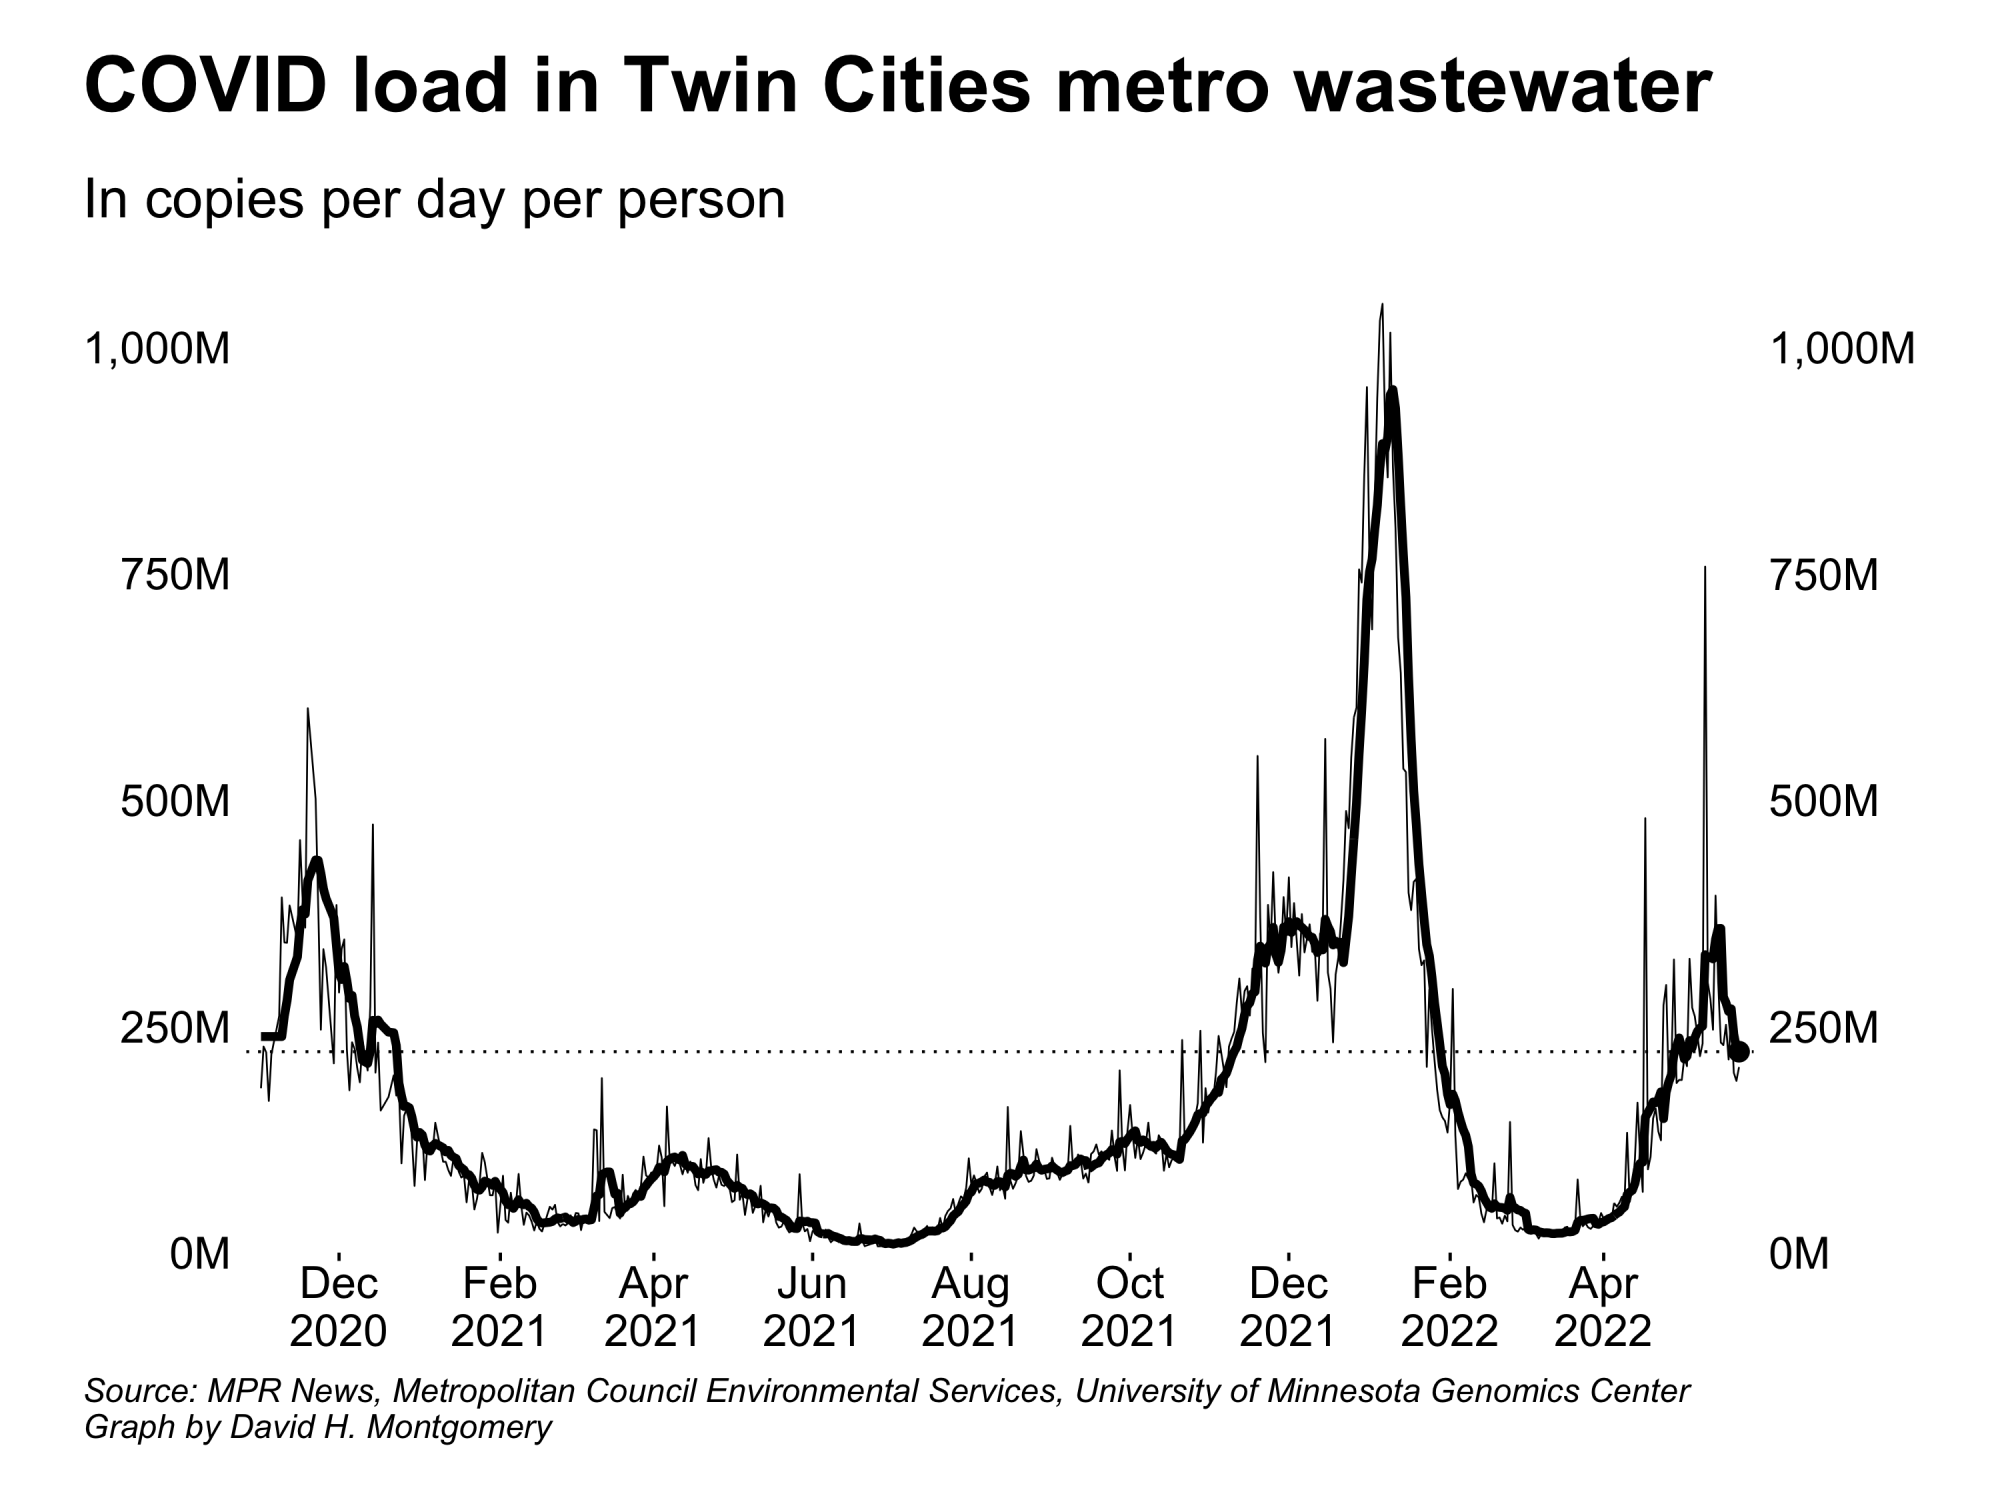 COVID load in Twin Cities metro wastewater
In copies per day per person
1,000M 1,000M
750M 750M
500M 500M
250M 250M
0M 0M
Dec Feb Apr Jun Aug Oct Dec Feb Apr
2020 2021 2021 2021 2021 2021 2021 2022 2022
Source: MPR News, Metropolitan Council Environmental Services, University of Minnesota Genomics Center
Graph by David H. Montgomery